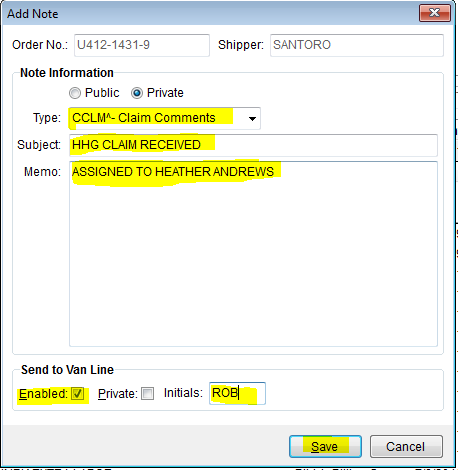 Add Note
Order No.: U412-1431-9 Shipper: SANTORO
Note Information
Public Private
Type: CCLM^- Claim Comments
Subject: HHG CLAIM RECEIVED
Memo: ASSIGNED TO HEATHER ANDREWS
Send to Van Line
Enabled: Private: Initials: ROB
Save Cancel